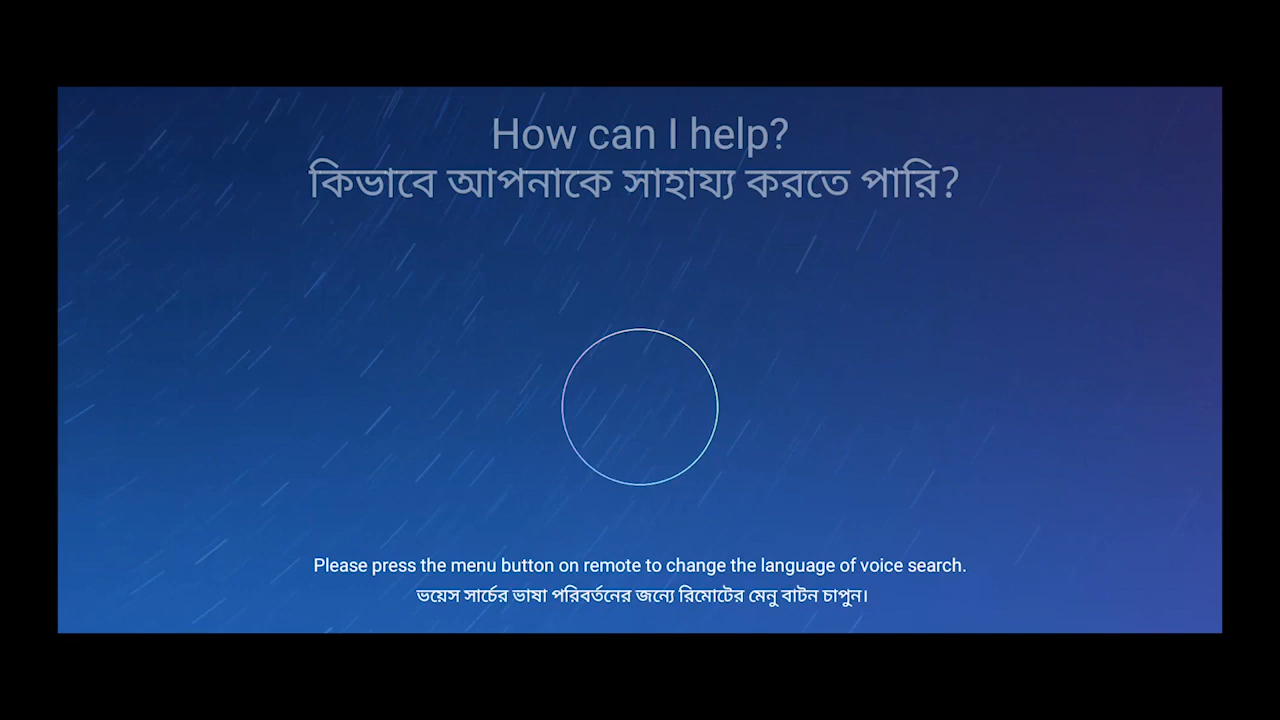 How can I help?
কিভাবে আপনাকে সাহায্য করতে পারি?
Please press the menu button on remote to change the language of voice search.
ভয়েস সার্চের ভাষা পরিবর্তনের জন্যে রিমোটের মেনু বাটন চাপুন।